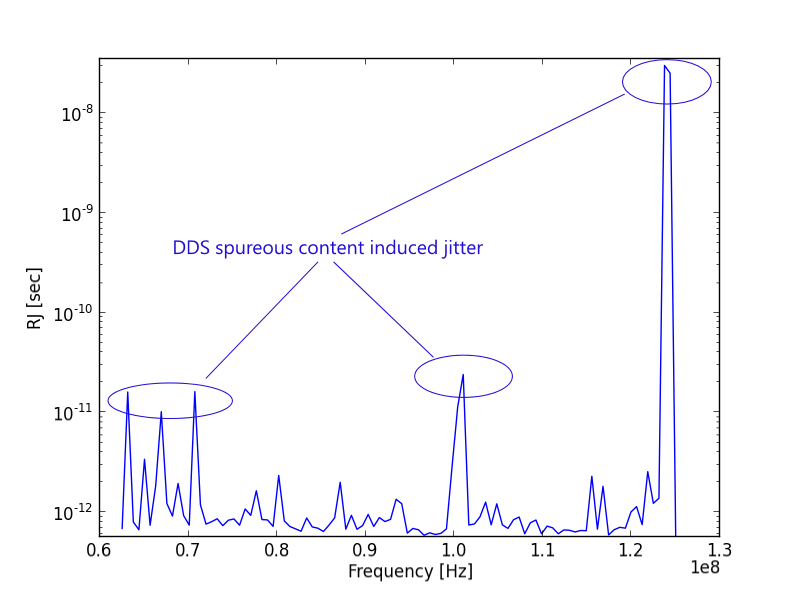 10^-8
10^-9
DDS spureous content induced jitter
RJ [sec]
10^-10
10^-11
10^-12
0.6 0.7 0.8 0.9 1.0 1.1 1.2 1.3
Frequency [Hz] 1e8